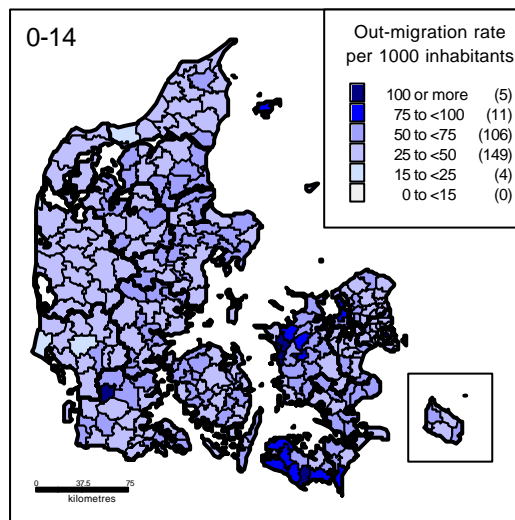 0-14
Out-migration rate
per 1000 inhabitants
100 or more (5)
75 to <100 (11)
50 to <75 (106)
25 to <50 (149)
15 to <25 (4)
0 to <15 (0)
0 37.5 75
kilometres